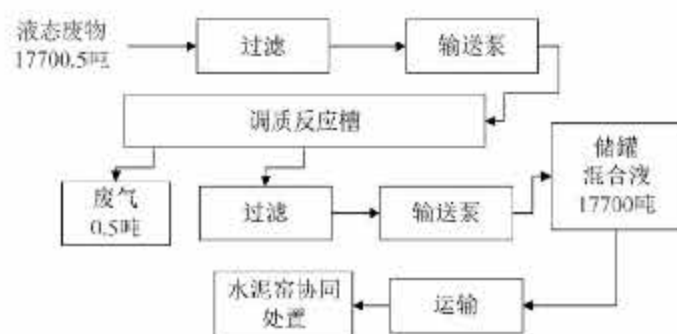 液态废物
17700.5吨
过滤
输送泵
调质反应槽
废气
0.5吨
过滤
输送泵
储罐
混合液
17700吨
水泥窑协同
处置
运输